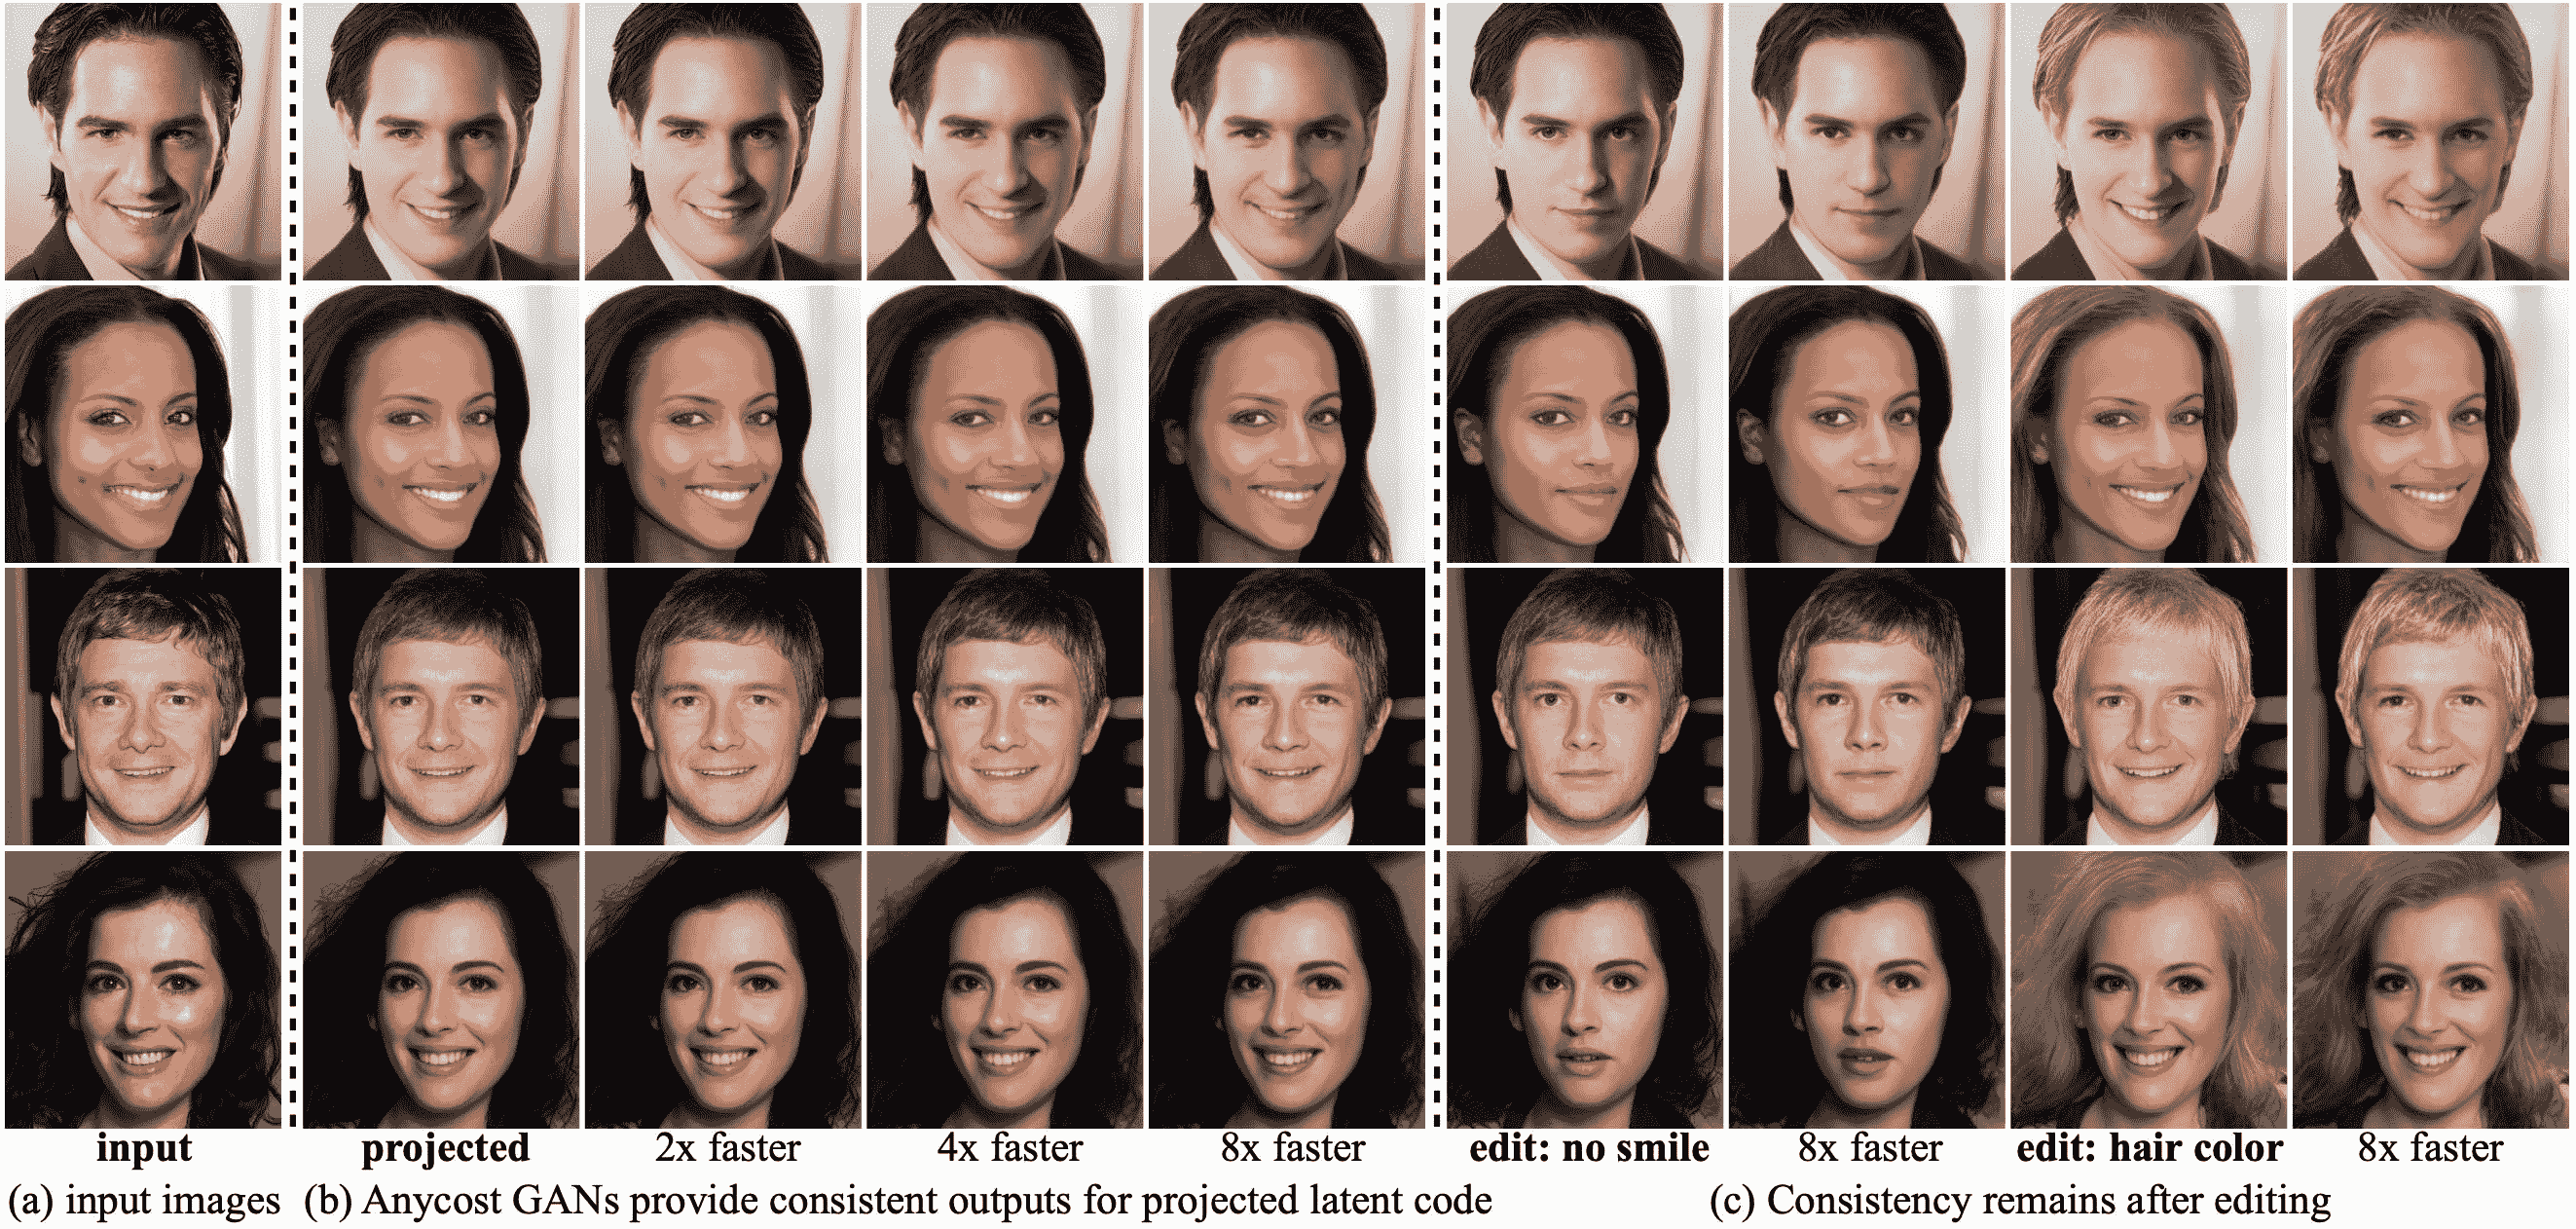 input projected 2x faster 4x faster 8x faster edit: no smile 8x faster edit: hair color 8x faster
(a) input images (b) Anycost GANs provide consistent outputs for projected latent code (c) Consistency remains after editing